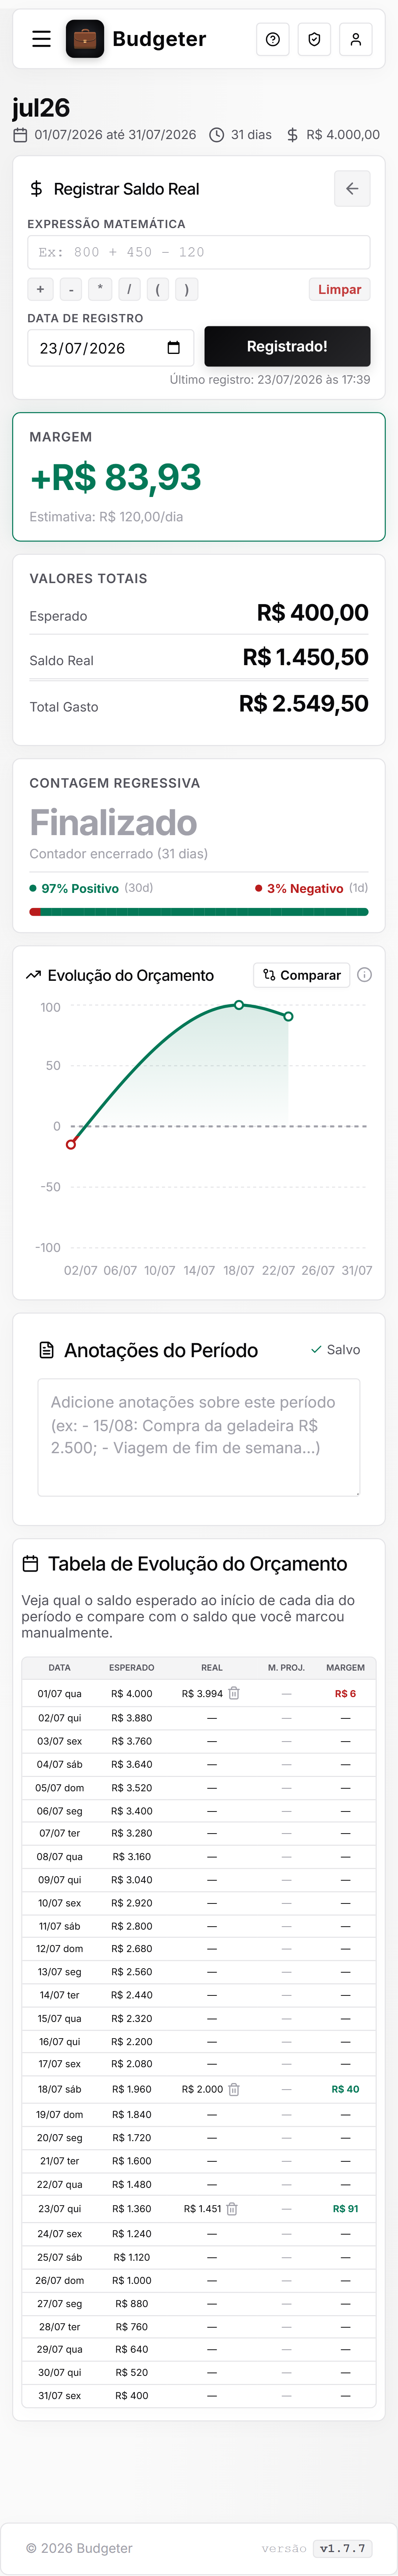 Budgeter
jul26
01/07/2026 até 31/07/2026 31 dias R$ 4.000,00
Registrar Saldo Real
EXPRESSÃO MATEMÁTICA
Ex: 800 + 450 - 120
+ - * / ( ) Limpar
DATA DE REGISTRO
23/07/2026 Registrado!
Último registro: 23/07/2026 às 17:39
MARGEM
+R$ 83,93
Estimativa: R$ 120,00/dia
VALORES TOTAIS
Esperado R$ 400,00
Saldo Real R$ 1.450,50
Total Gasto R$ 2.549,50
CONTAGEM REGRESSIVA
Finalizado
Contador encerrado (31 dias)
97% Positivo (30d) 3% Negativo (1d)
Evolução do Orçamento Comparar
100
50
0
-50
-100
02/07 06/07 10/07 14/07 18/07 22/07 26/07 31/07
Anotações do Período Salvo
Adicione anotações sobre este período
(ex: - 15/08: Compra da geladeira R$
2.500; - Viagem de fim de semana...)
Tabela de Evolução do Orçamento
Veja qual o saldo esperado ao início de cada dia do
período e compare com o saldo que você marcou
manualmente.
DATA ESPERADO REAL M. PROJ. MARGEM
01/07 qua R$ 4.000 R$ 3.994 — R$ 6
02/07 qui R$ 3.880 — — —
03/07 sex R$ 3.760 — — —
04/07 sáb R$ 3.640 — — —
05/07 dom R$ 3.520 — — —
06/07 seg R$ 3.400 — — —
07/07 ter R$ 3.280 — — —
08/07 qua R$ 3.160 — — —
09/07 qui R$ 3.040 — — —
10/07 sex R$ 2.920 — — —
11/07 sáb R$ 2.800 — — —
12/07 dom R$ 2.680 — — —
13/07 seg R$ 2.560 — — —
14/07 ter R$ 2.440 — — —
15/07 qua R$ 2.320 — — —
16/07 qui R$ 2.200 — — —
17/07 sex R$ 2.080 — — —
18/07 sáb R$ 1.960 R$ 2.000 — R$ 40
19/07 dom R$ 1.840 — — —
20/07 seg R$ 1.720 — — —
21/07 ter R$ 1.600 — — —
22/07 qua R$ 1.480 — — —
23/07 qui R$ 1.360 R$ 1.451 — R$ 91
24/07 sex R$ 1.240 — — —
25/07 sáb R$ 1.120 — — —
26/07 dom R$ 1.000 — — —
27/07 seg R$ 880 — — —
28/07 ter R$ 760 — — —
29/07 qua R$ 640 — — —
30/07 qui R$ 520 — — —
31/07 sex R$ 400 — — —
© 2026 Budgeter versão v1.7.7